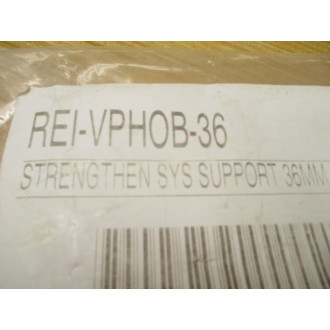 REI-VPHOB-36
STRENGTHEN SYS SUPPORT 36MM-